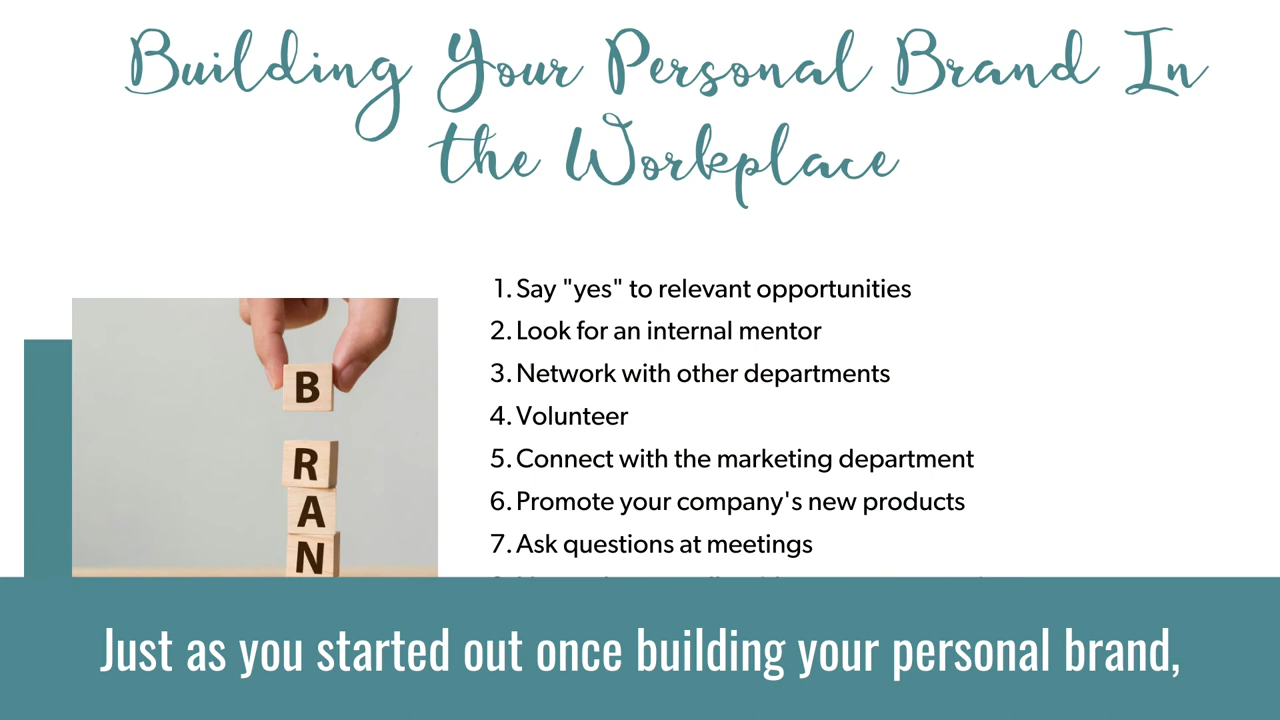 Building Your Personal Brand In
the Workplace
1. Say "yes" to relevant opportunities
2. Look for an internal mentor
3. Network with other departments
4. Volunteer
5. Connect with the marketing department
6. Promote your company's new products
7. Ask questions at meetings
B
R
A
N
Just as you started out once building your personal brand,